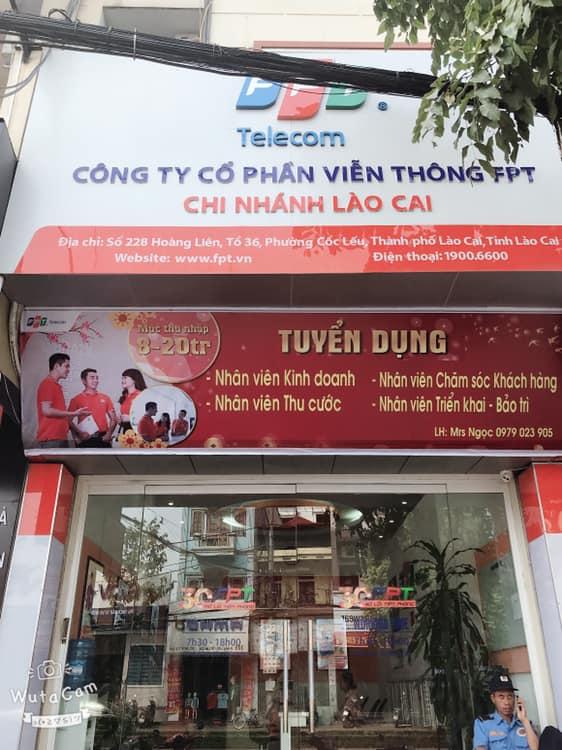 FPT
Telecom
CÔNG TY CỔ PHẦN VIỄN THÔNG FPT
CHI NHÁNH LÀO CAI
Địa chỉ: Số 228 Hoàng Liên, Tổ 36, Phường Cốc Lếu, Thành phố Lào Cai, Tỉnh Lào Cai
Website: www.fpt.vn Điện thoại: 1900.6600
FPT Telecom
Mức thu nhập
8-20tr
TUYỂN DỤNG
- Nhân viên Kinh doanh - Nhân viên Chăm sóc Khách hàng
- Nhân viên Thu cước - Nhân viên Triển khai - Bảo trì
LH: Mrs Ngọc 0979 023 905
FPT
7h30 - 18h00
WutaCam